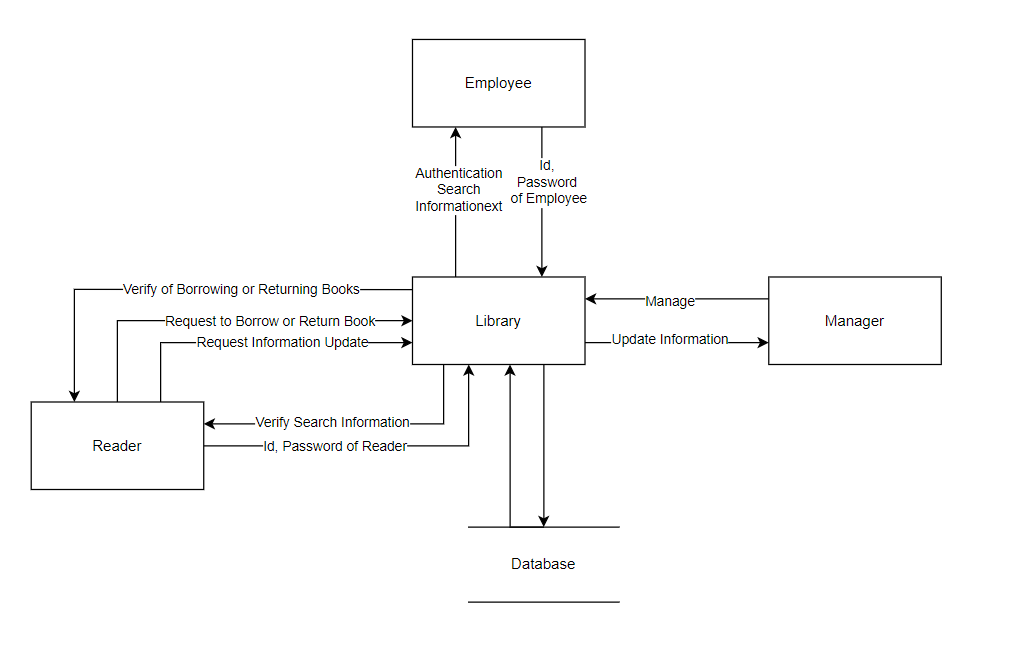 Employee
Authentication
Search
Informationext
Id,
Password
of Employee
Verify of Borrowing or Returning Books
Request to Borrow or Return Book
Request Information Update
Library
Manage
Update Information
Manager
Verify Search Information
Id, Password of Reader
Reader
Database